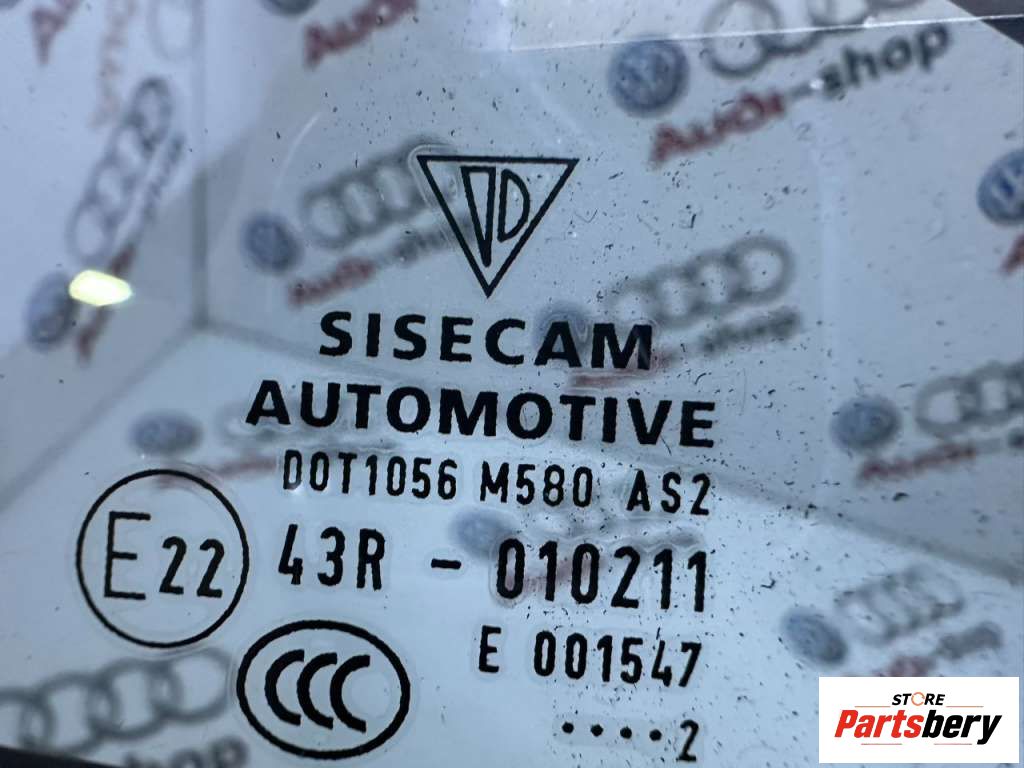 AUDI-shop
SISECAM
AUTOMOTIVE
DOT1056 M580 AS2
E22 43R - 010211
E 001547
CCC
•••• 2
STORE
Partsbery